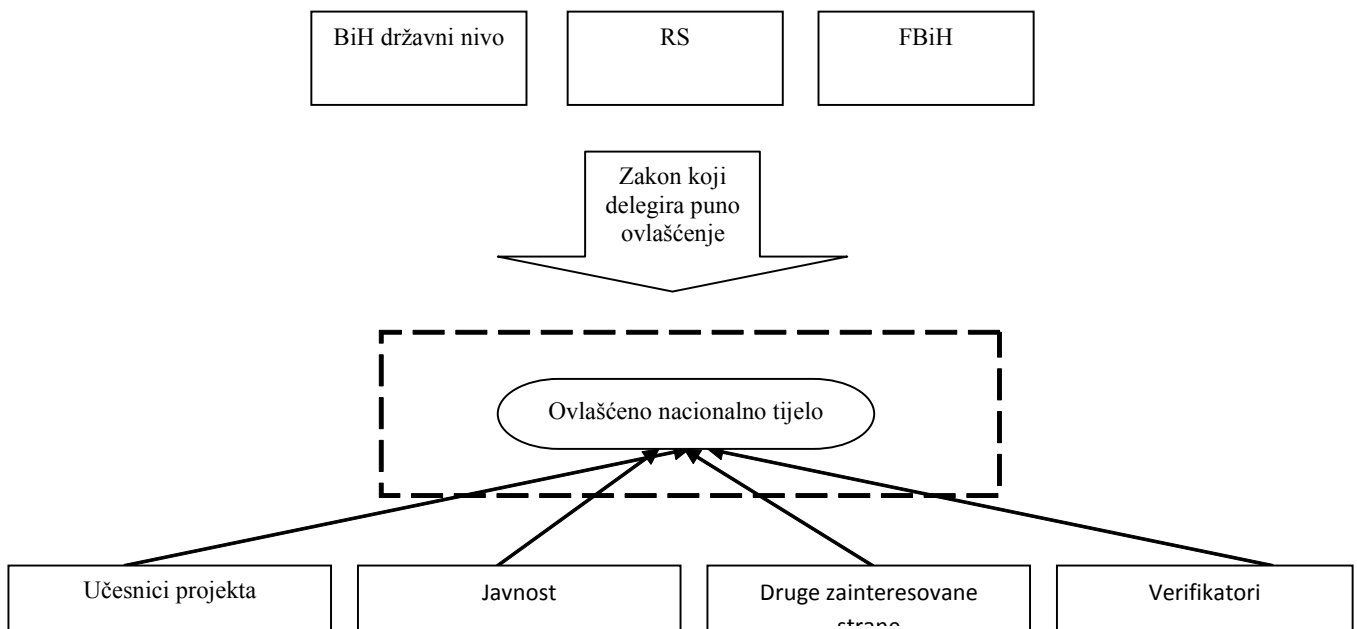 BiH državni nivo
RS
FBiH
Zakon koji
delegira puno
ovlašćenje
Ovlašćeno nacionalno tijelo
Učesnici projekta
Javnost
Druge zainteresovane
strane
Verifikatori